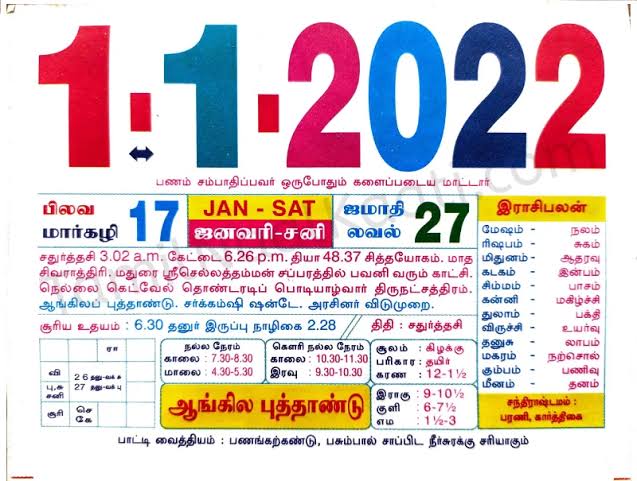 1-1-2022
பணம் சம்பாதிப்பவர் ஒருபோதும் களைப்படைய மாட்டார்
பிலவ
மார்கழி 17
JAN - SAT
ஜனவரி-சனி
ஜமாதி
லவல் 27
சதுர்த்தசி 3.02 a.m. கேட்டை 6.26 p.m. தியா 48.37 சித்தயோகம். மாத
சிவராத்திரி. மதுரை ஸ்ரீசெல்லத்தம்மன் சப்பரத்தில் பவனி வரும் காட்சி.
நெல்லை கெட்வேல் தொண்டரடிப் பொடியாழ்வார் திருநட்சத்திரம்.
ஆங்கிலப் புத்தாண்டு. சர்க்கம்ஷி ஷன்டே. அரசினர் விடுமுறை.
சூரிய உதயம் : 6.30 தனுர் இருப்பு நாழிகை 2.28
திதி : சதுர்த்தசி
இராசிபலன்
மேஷம் - நலம்
ரிஷபம் - சுகம்
மிதுனம் - ஆதரவு
கடகம் - இன்பம்
சிம்மம் - பாசம்
கன்னி - மகிழ்ச்சி
துலாம் - பக்தி
விருச்சி - உயர்வு
தனுசு - லாபம்
மகரம் - நற்சொல்
கும்பம் - பணிவு
மீனம் - தனம்
சந்திராஷ்டமம் :
பரணி, கார்த்திகை
ரா
வி
பு,சு
சனி
26 தனு-வக் சு
27 தனு-வக் பு
சூரி
செ
கே
நல்ல நேரம்
காலை : 7.30-8.30
மாலை : 4.30-5.30
கௌரி நல்ல நேரம்
காலை : 10.30-11.30
இரவு : 9.30-10.30
சூலம் : கிழக்கு
பரிகார : தயிர்
கரண : 12-1½
ஆங்கில புத்தாண்டு
இராகு : 9-10½
குளி : 6-7½
எம : 1½-3
பாட்டி வைத்தியம் : பணங்கற்கண்டு, பசும்பால் சாப்பிட நீர்சுரக்கு சரியாகும்